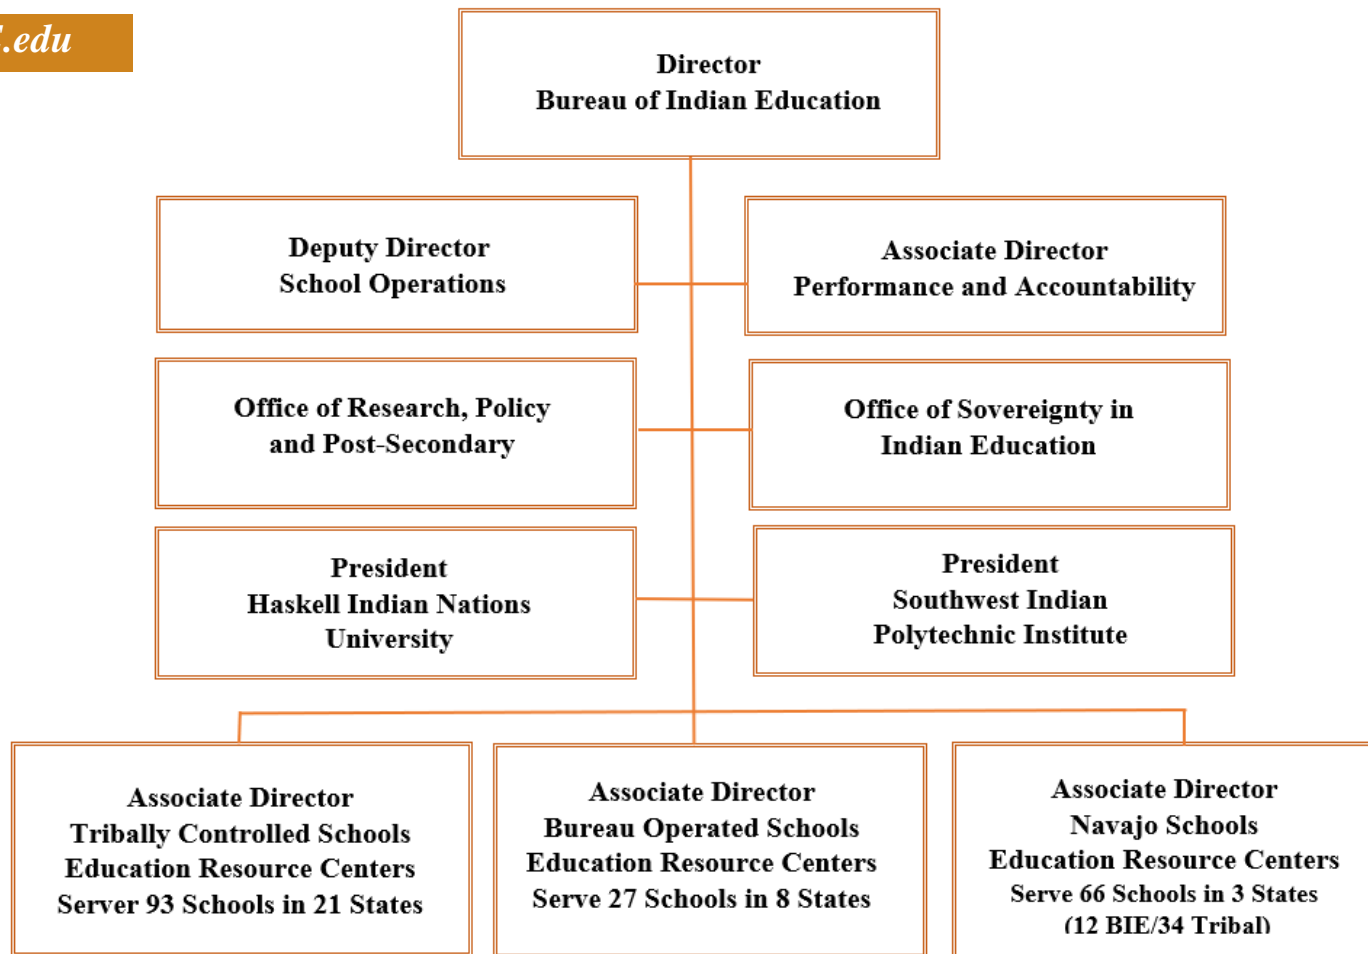 .edu
Director
Bureau of Indian Education
Deputy Director
School Operations
Associate Director
Performance and Accountability
Office of Research, Policy
and Post-Secondary
Office of Sovereignty in
Indian Education
President
Haskell Indian Nations
University
President
Southwest Indian
Polytechnic Institute
Associate Director
Tribally Controlled Schools
Education Resource Centers
Server 93 Schools in 21 States
Associate Director
Bureau Operated Schools
Education Resource Centers
Serve 27 Schools in 8 States
Associate Director
Navajo Schools
Education Resource Centers
Serve 66 Schools in 3 States
(12 BIE/34 Tribal)